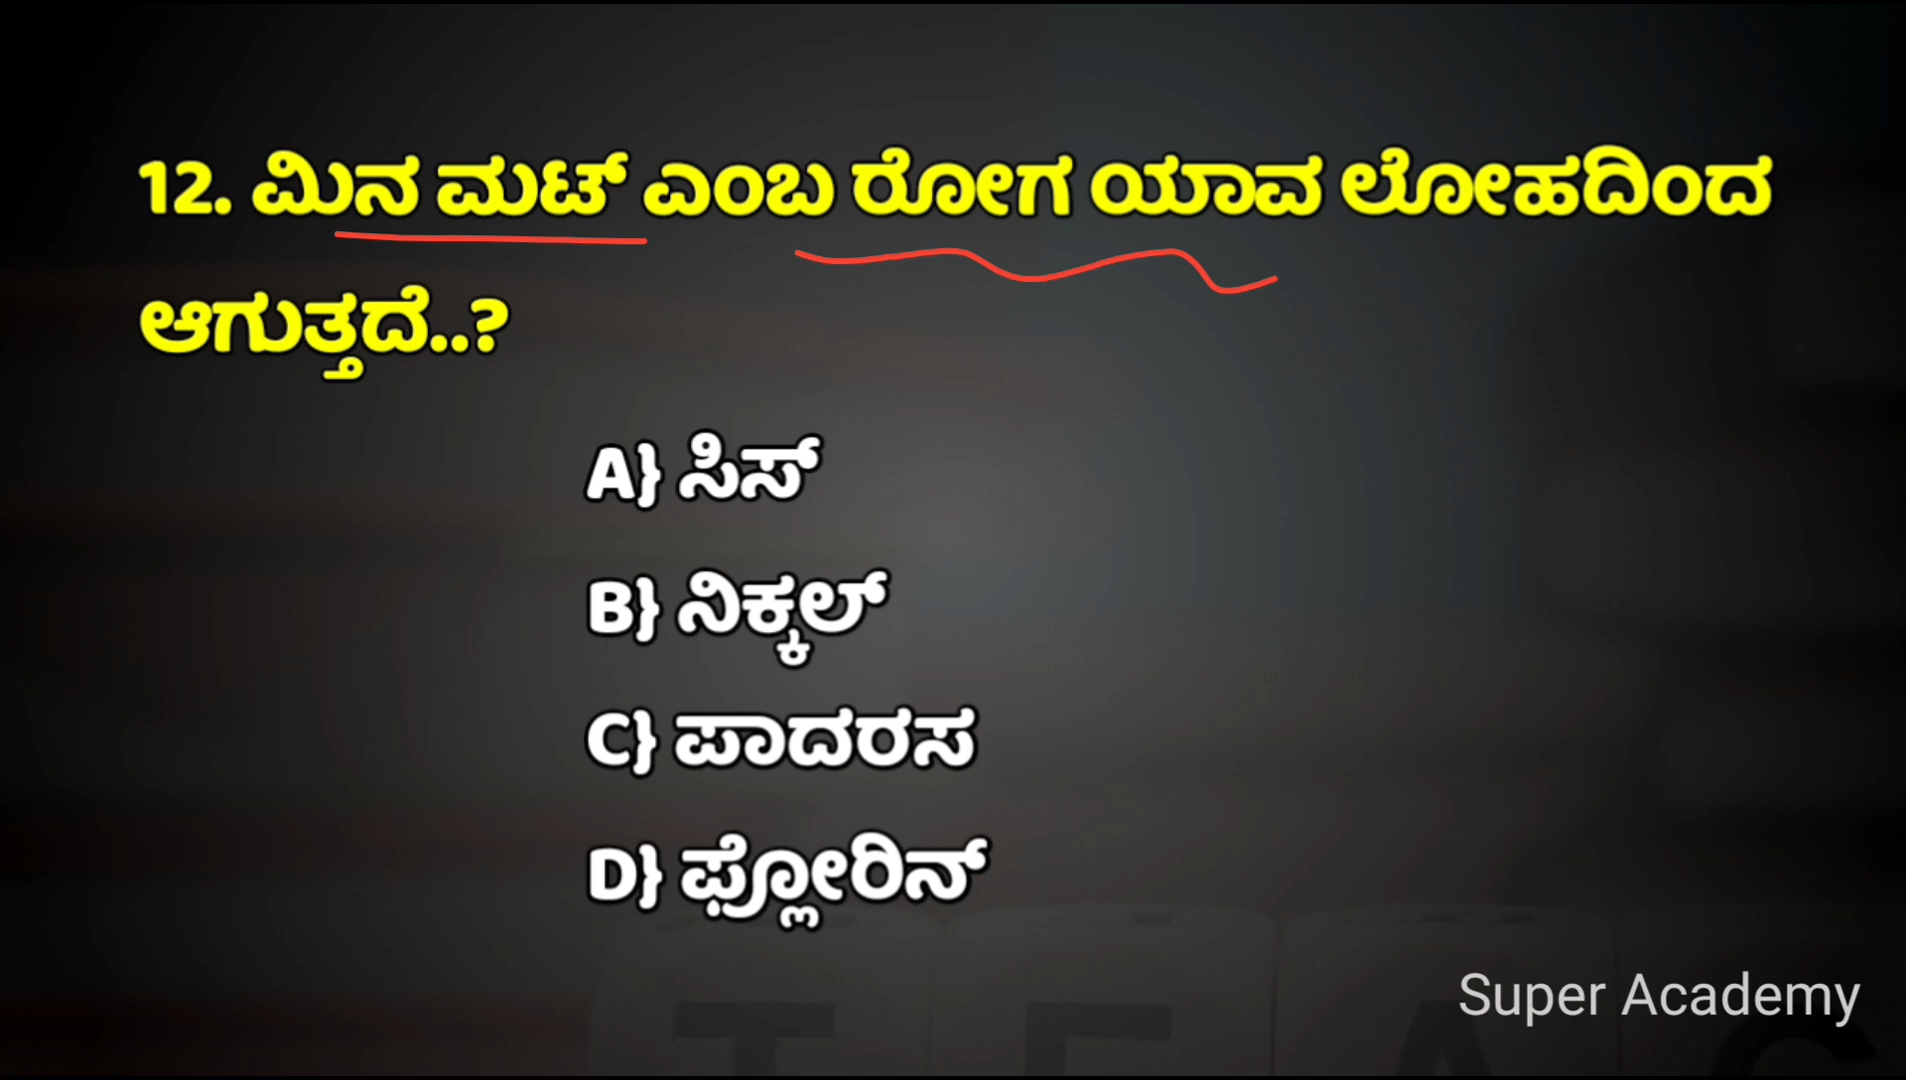 12. ಮಿನ ಮಟ್ ಎಂಬ ರೋಗ ಯಾವ ಲೋಹದಿಂದ
ಆಗುತ್ತದೆ..?
A} ಸಿಸ್
B} ನಿಕ್ಕಲ್
C} ಪಾದರಸ
D} ಫ್ಲೋರಿನ್
Super Academy